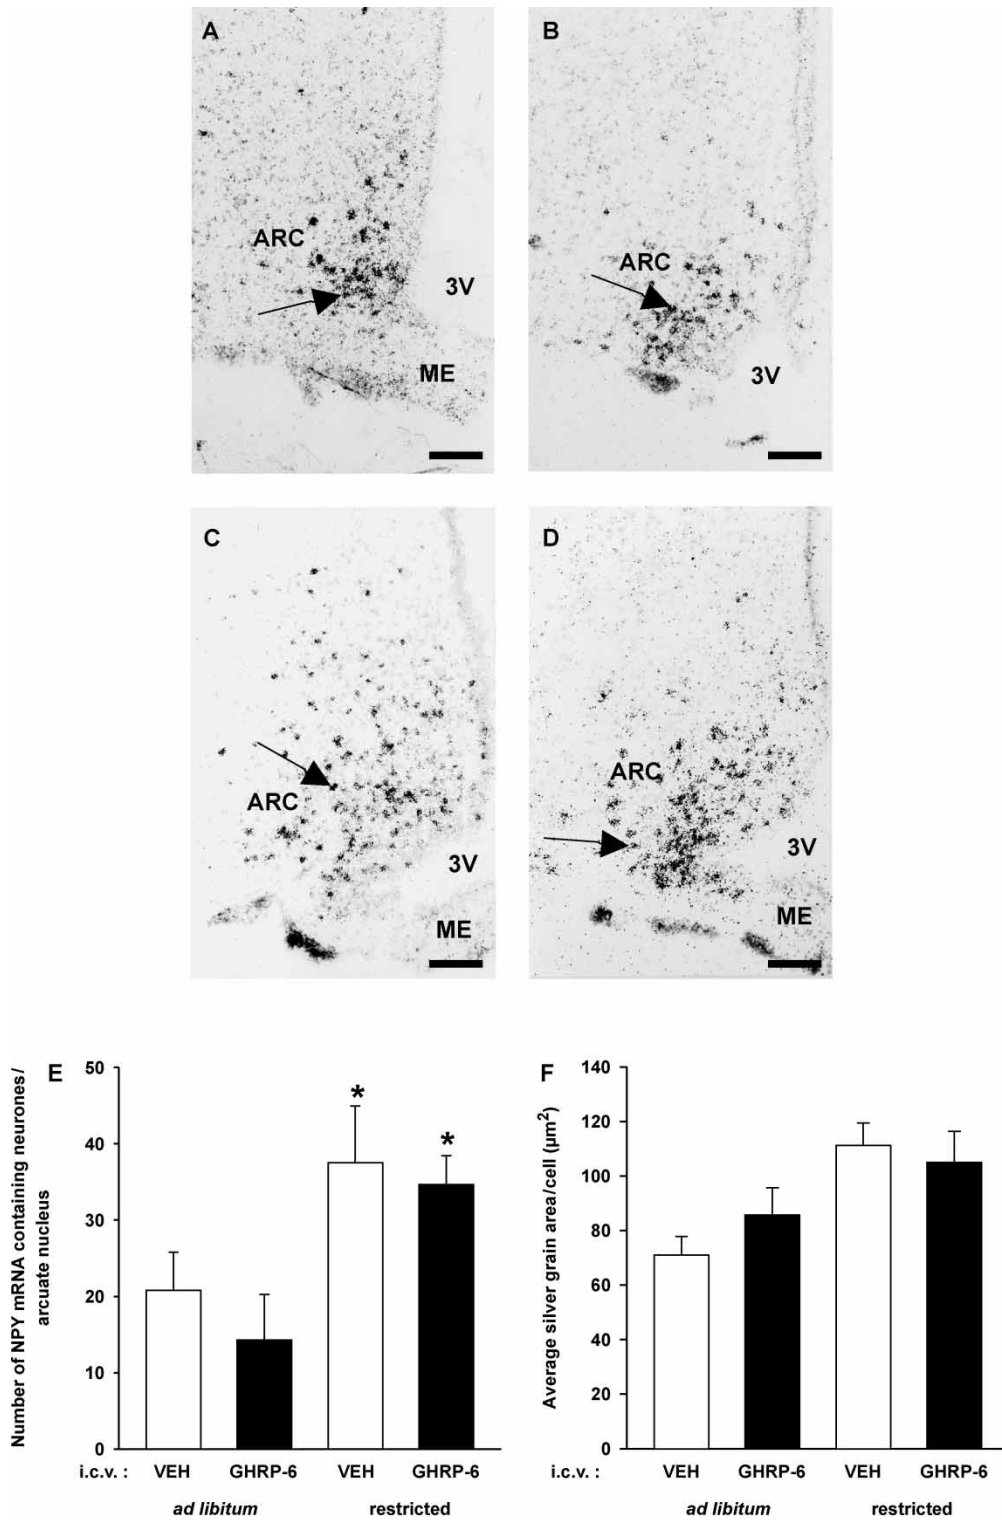 A
ARC
3V
ME
B
ARC
3V
C
ARC
3V
ME
D
ARC
3V
ME
E
Number of NPY mRNA containing neurones/
arcuate nucleus
50
40
30
20
10
0
*
*
i.c.v. : VEH GHRP-6 VEH GHRP-6
ad libitum restricted
F
Average silver grain area/cell (µm²)
140
120
100
80
60
40
20
0
i.c.v. : VEH GHRP-6 VEH GHRP-6
ad libitum restricted